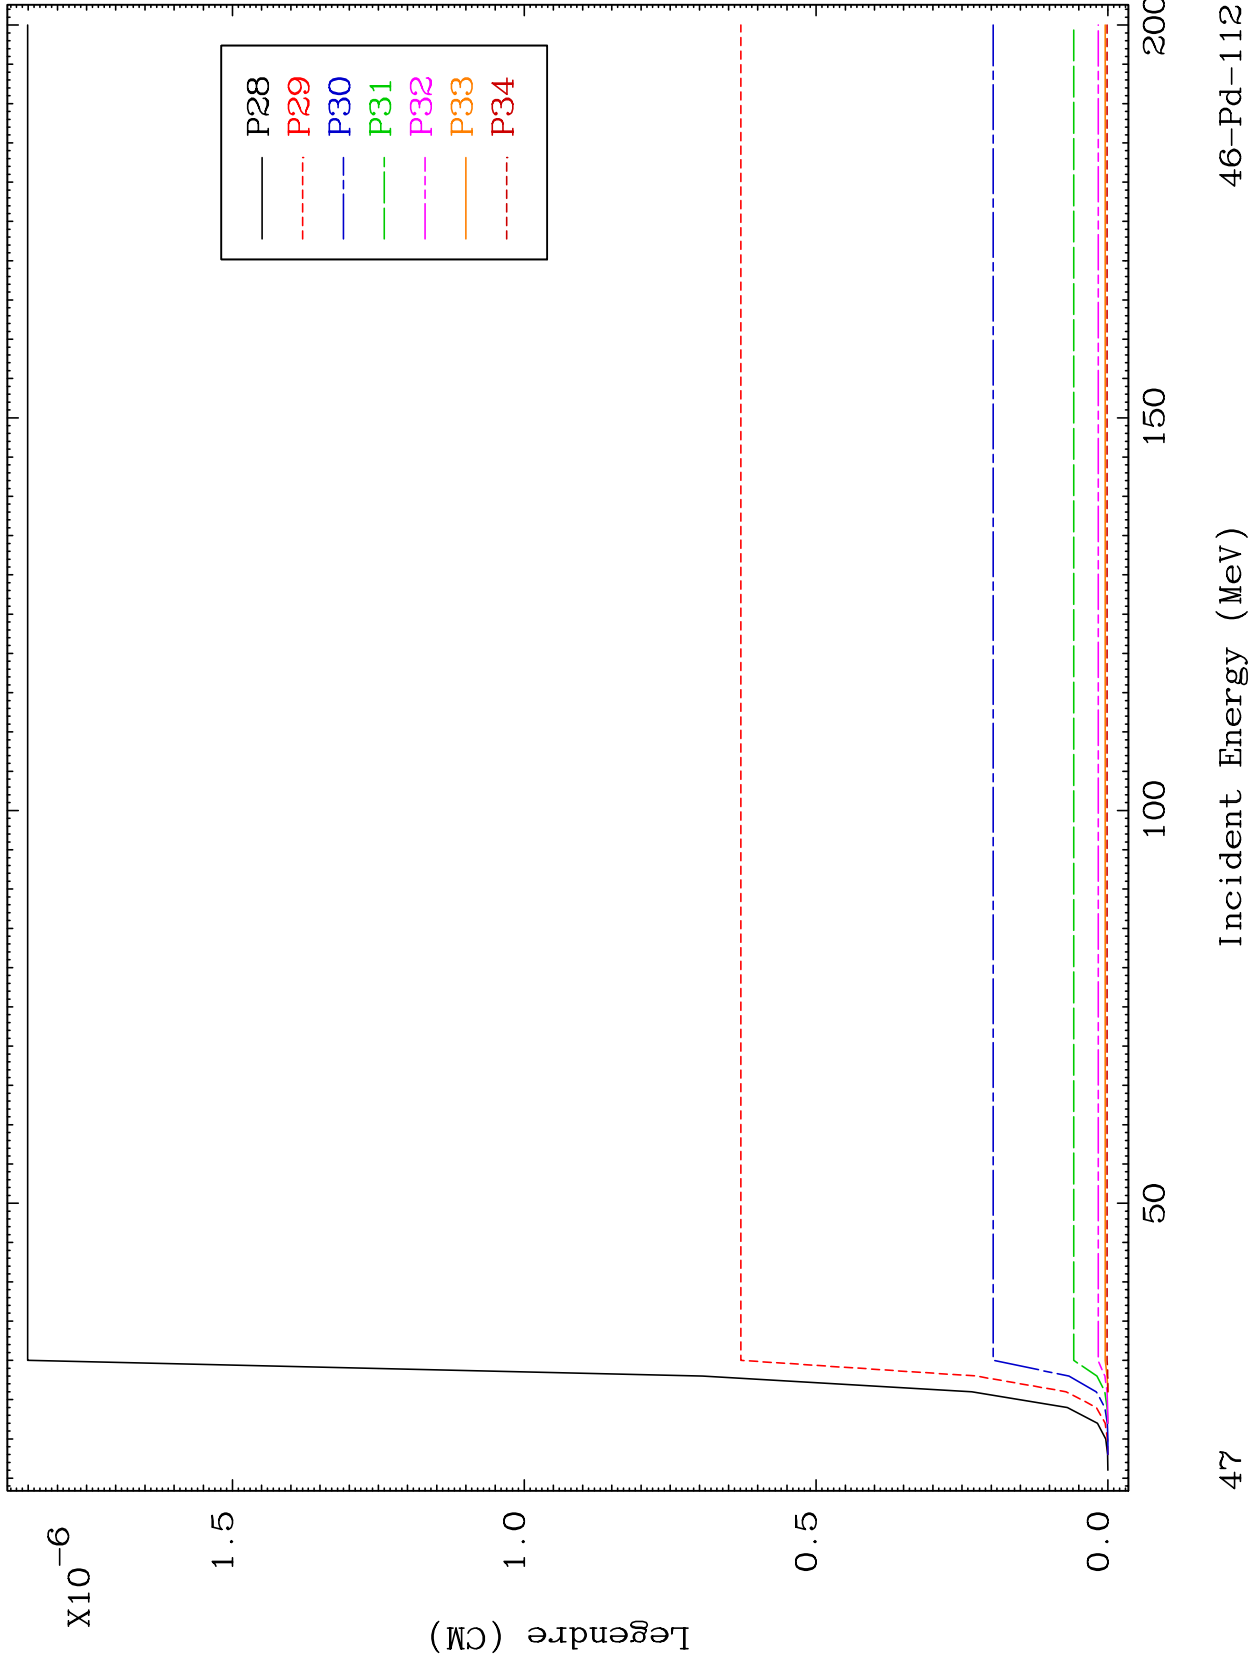 X10-6
1.5
1.0
0.5
0.0
Legendre (CM)
P28
P29
P30
P31
P32
P33
P34
50
100
150
200
Incident Energy (MeV)
47
46-Pd-112